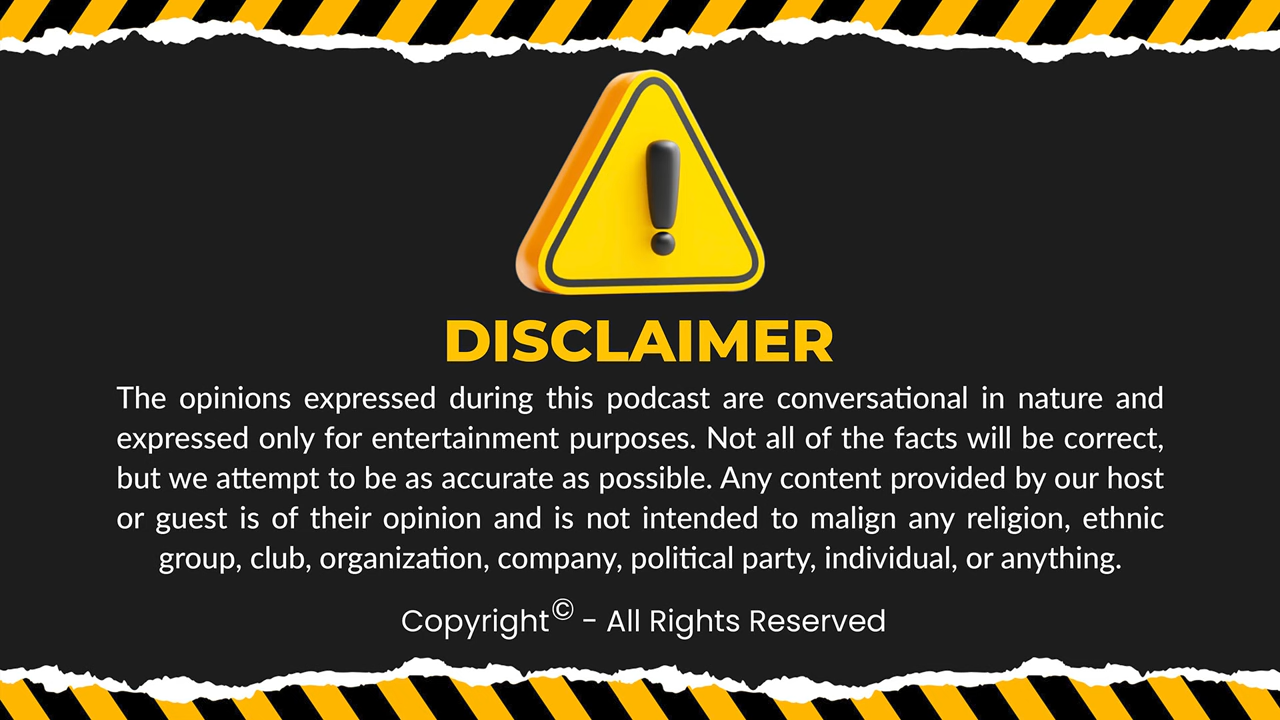 DISCLAIMER
The opinions expressed during this podcast are conversational in nature and
expressed only for entertainment purposes. Not all of the facts will be correct,
but we attempt to be as accurate as possible. Any content provided by our host
or guest is of their opinion and is not intended to malign any religion, ethnic
group, club, organization, company, political party, individual, or anything.
Copyright© - All Rights Reserved